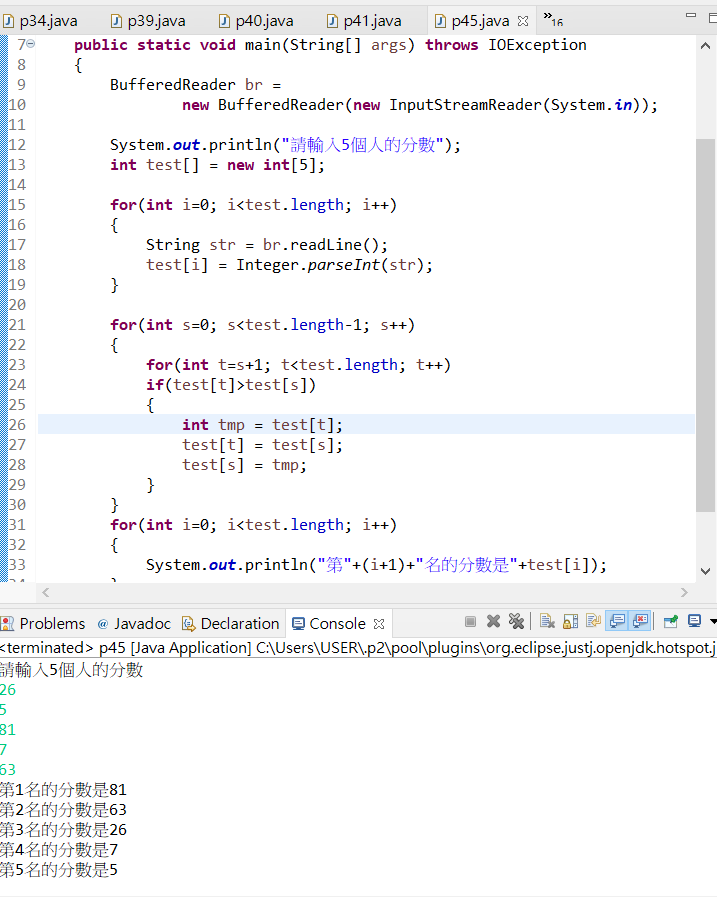 p34.java p39.java p40.java p41.java p45.java »16
7 public static void main(String[] args) throws IOException
8 {
9 BufferedReader br =
10 new BufferedReader(new InputStreamReader(System.in));
11
12 System.out.println("請輸入5個人的分數");
13 int test[] = new int[5];
14
15 for(int i=0; i<test.length; i++)
16 {
17 String str = br.readLine();
18 test[i] = Integer.parseInt(str);
19 }
20
21 for(int s=0; s<test.length-1; s++)
22 {
23 for(int t=s+1; t<test.length; t++)
24 if(test[t]>test[s])
25 {
26 int tmp = test[t];
27 test[t] = test[s];
28 test[s] = tmp;
29 }
30 }
31 for(int i=0; i<test.length; i++)
32 {
33 System.out.println("第"+(i+1)+"名的分數是"+test[i]);
Problems @ Javadoc Declaration Console
<terminated> p45 [Java Application] C:\Users\USER\.p2\pool\plugins\org.eclipse.justj.openjdk.hotspot.j
請輸入5個人的分數
26
5
81
7
63
第1名的分數是81
第2名的分數是63
第3名的分數是26
第4名的分數是7
第5名的分數是5